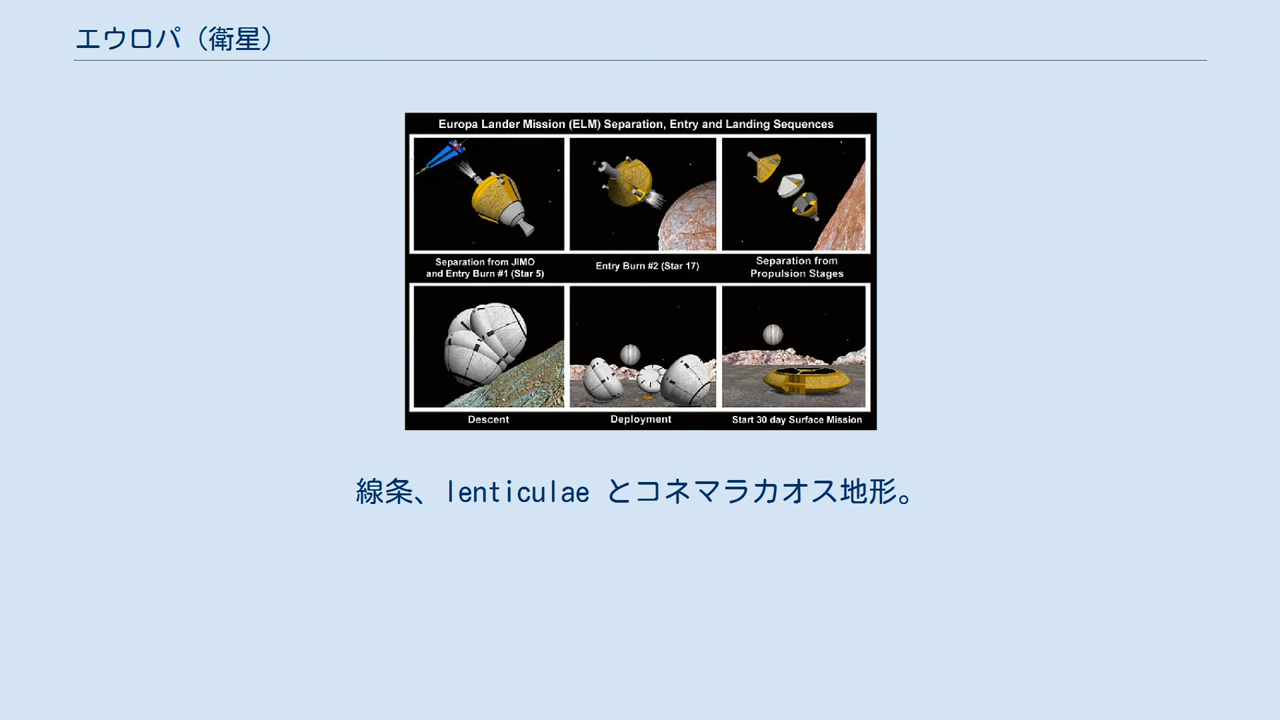 エウロパ（衛星）
Europa Lander Mission (ELM) Separation, Entry and Landing Sequences
Separation from JIMO
and Entry Burn #1 (Star 5)
Entry Burn #2 (Star 17)
Separation from
Propulsion Stages
Descent
Deployment
Start 30 day Surface Mission
線条、lenticulae とコネマラカオス地形。